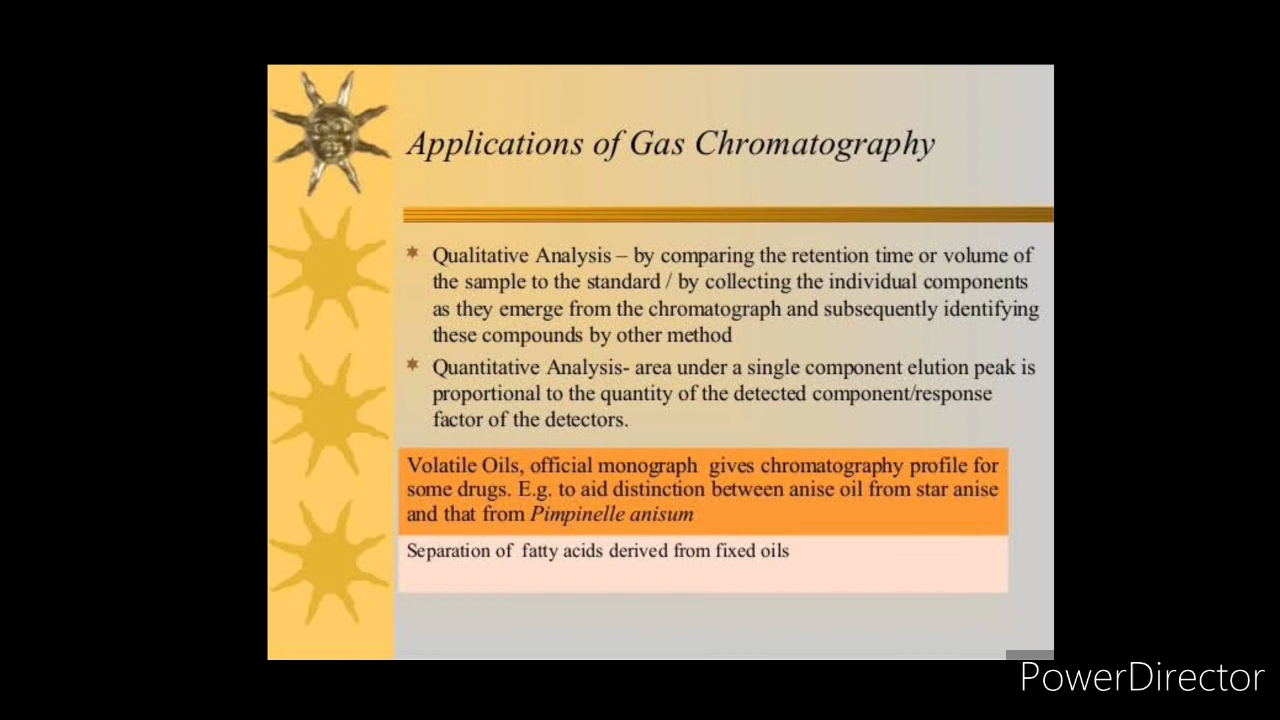 Applications of Gas Chromatography
Qualitative Analysis – by comparing the retention time or volume of
the sample to the standard / by collecting the individual components
as they emerge from the chromatograph and subsequently identifying
these compounds by other method
Quantitative Analysis- area under a single component elution peak is
proportional to the quantity of the detected component/response
factor of the detectors.
Volatile Oils, official monograph gives chromatography profile for
some drugs. E.g. to aid distinction between anise oil from star anise
and that from Pimpinelle anisum
Separation of fatty acids derived from fixed oils
PowerDirector